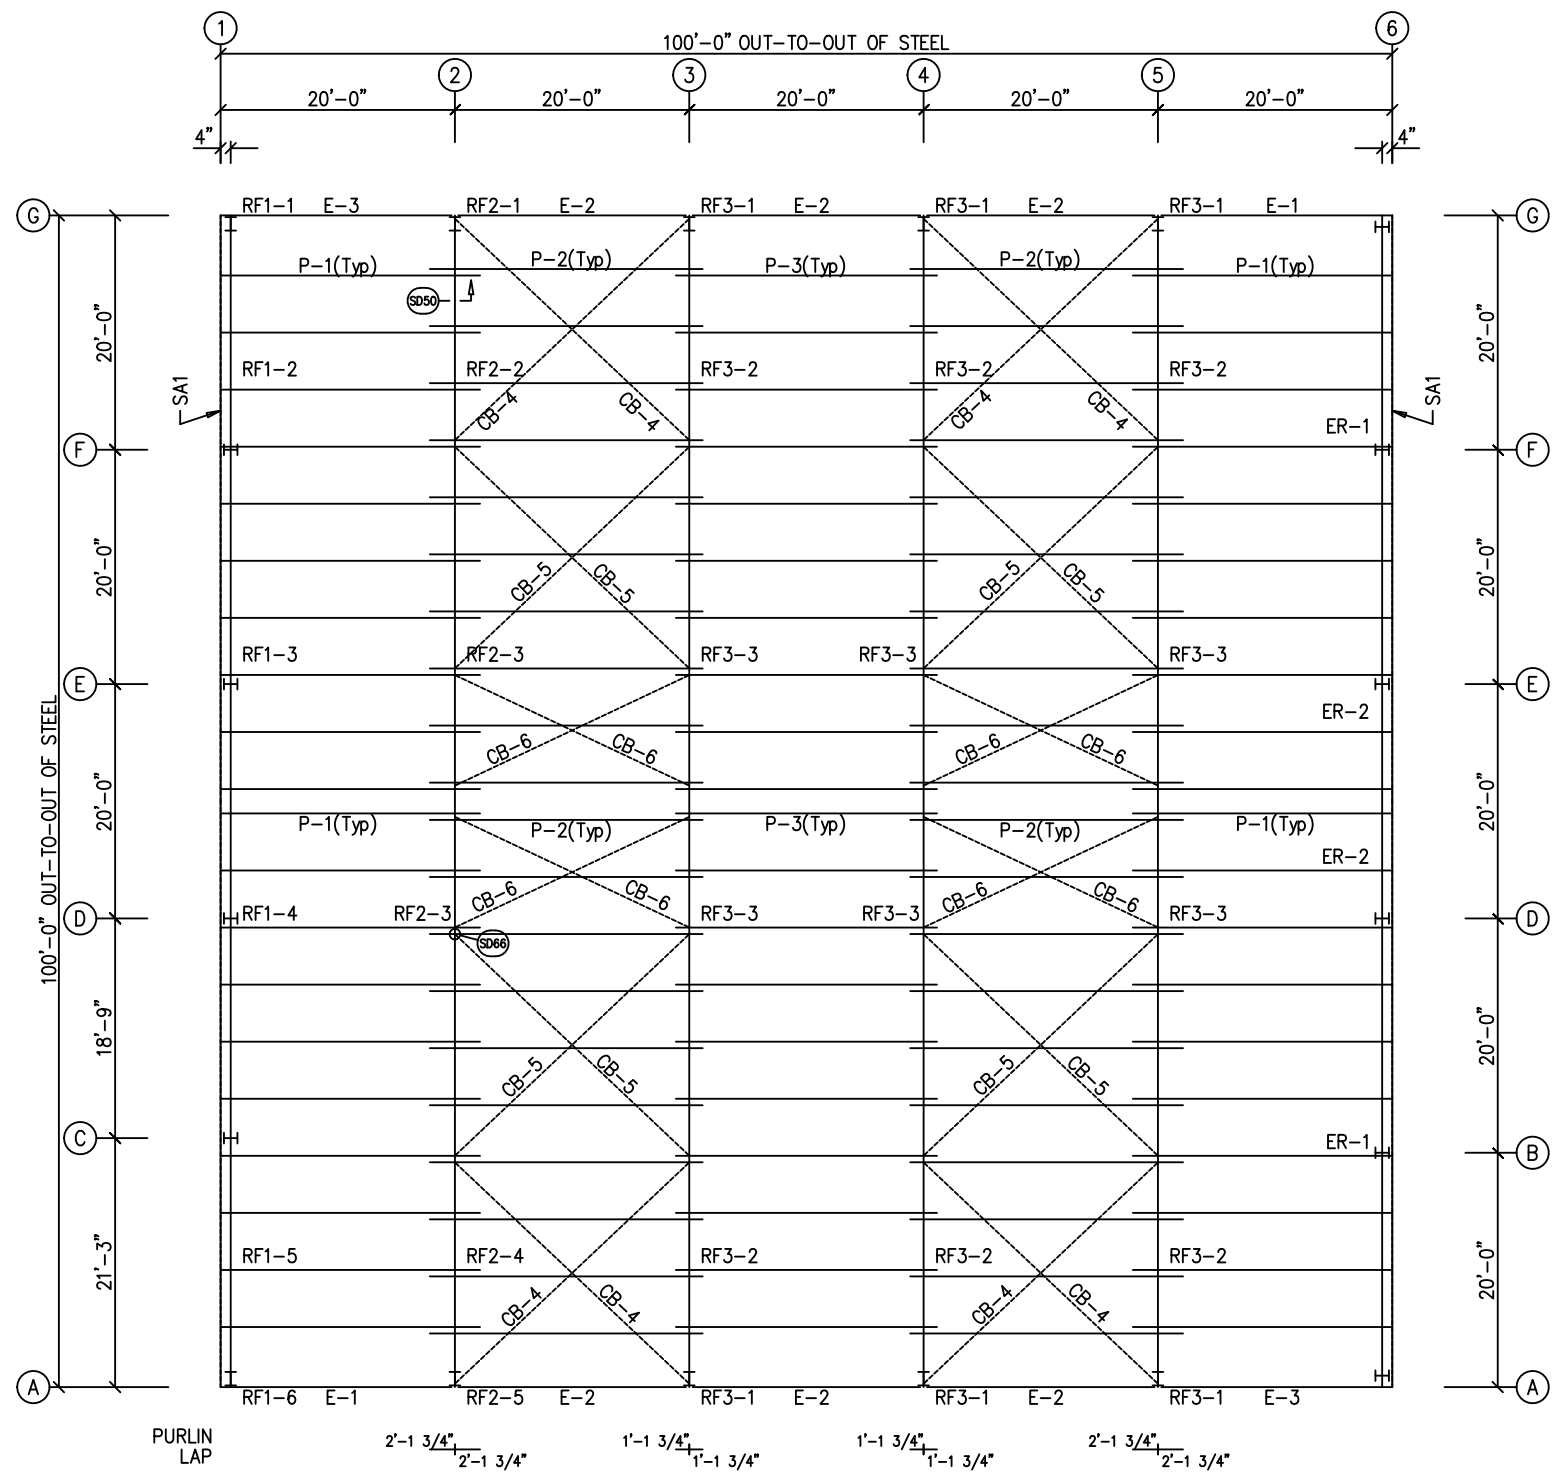 1 6
100'-0" OUT-TO-OUT OF STEEL
2 3 4 5
20'-0" 20'-0" 20'-0" 20'-0" 20'-0"
4" 4"
G RF1-1 E-3 RF2-1 E-2 RF3-1 E-2 RF3-1 E-2 RF3-1 E-1 G
P-1(Typ) P-2(Typ) P-3(Typ) P-2(Typ) P-1(Typ)
SD50
20'-0" 20'-0"
RF1-2 RF2-2 RF3-2 RF3-2 RF3-2
SA1 CB-4 CB-4 CB-4 CB-4 SA1
ER-1
F F
20'-0" CB-5 CB-5 CB-5 CB-5 20'-0"
RF1-3 RF2-3 RF3-3 RF3-3 RF3-3
E E
ER-2
CB-6 CB-6 CB-6 CB-6
100'-0" OUT-TO-OUT OF STEEL
20'-0" 20'-0"
P-1(Typ) P-2(Typ) P-3(Typ) P-2(Typ) P-1(Typ)
ER-2
CB-6 CB-6 CB-6 CB-6
D RF1-4 RF2-3 RF3-3 RF3-3 RF3-3 D
SD66
18'-9" 20'-0"
CB-5 CB-5 CB-5 CB-5
C ER-1 B
RF1-5 RF2-4 RF3-2 RF3-2 RF3-2
21'-3" 20'-0"
CB-4 CB-4 CB-4 CB-4
A RF1-6 E-1 RF2-5 E-2 RF3-1 E-2 RF3-1 E-2 RF3-1 E-3 A
PURLIN
LAP
2'-1 3/4" 1'-1 3/4" 1'-1 3/4" 2'-1 3/4"
2'-1 3/4" 1'-1 3/4" 1'-1 3/4" 2'-1 3/4"